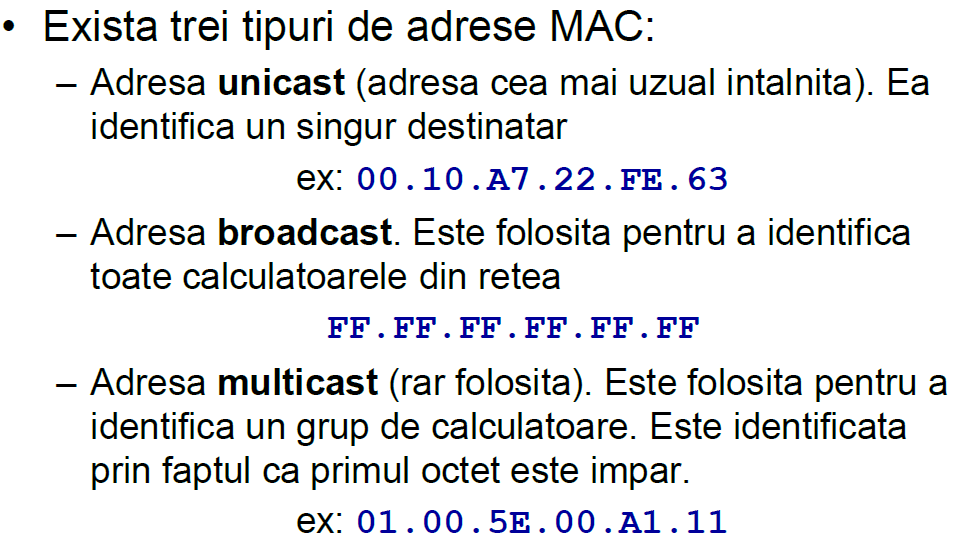 • Exista trei tipuri de adrese MAC:
– Adresa unicast (adresa cea mai uzual intalnita). Ea
identifica un singur destinatar
ex: 00.10.A7.22.FE.63
– Adresa broadcast. Este folosita pentru a identifica
toate calculatoarele din retea
FF.FF.FF.FF.FF.FF
– Adresa multicast (rar folosita). Este folosita pentru a
identifica un grup de calculatoare. Este identificata
prin faptul ca primul octet este impar.
ex: 01.00.5E.00.A1.11